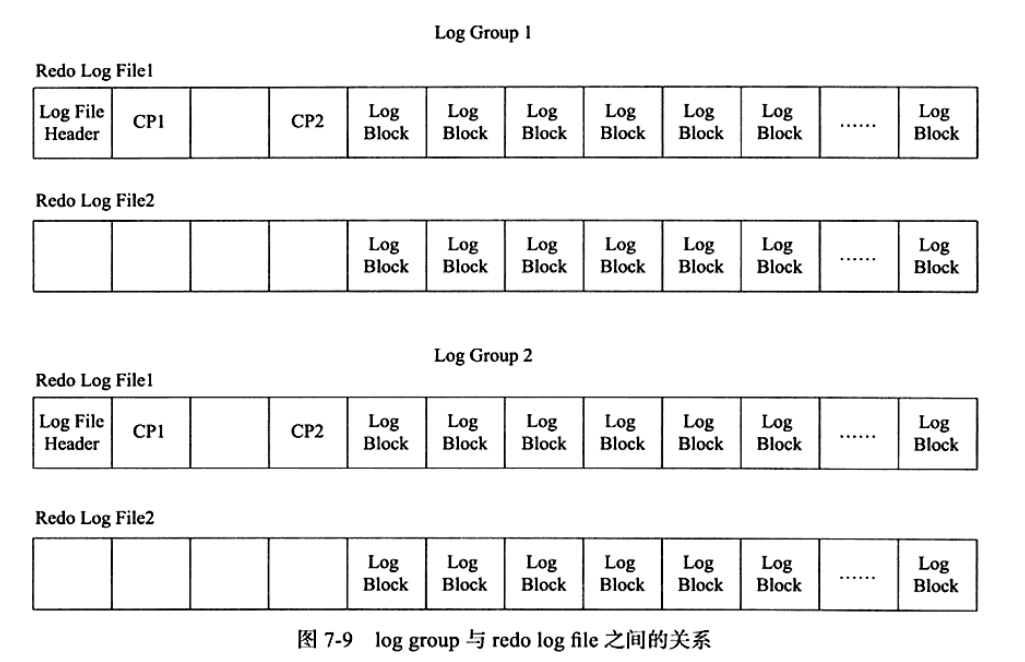 Log Group 1
Redo Log File1
Log File Header CP1 CP2 Log Block Log Block Log Block Log Block Log Block Log Block …… Log Block
Redo Log File2
Log Block Log Block Log Block Log Block Log Block Log Block …… Log Block
Log Group 2
Redo Log File1
Log File Header CP1 CP2 Log Block Log Block Log Block Log Block Log Block Log Block …… Log Block
Redo Log File2
Log Block Log Block Log Block Log Block Log Block Log Block …… Log Block
图 7-9 log group 与 redo log file 之间的关系